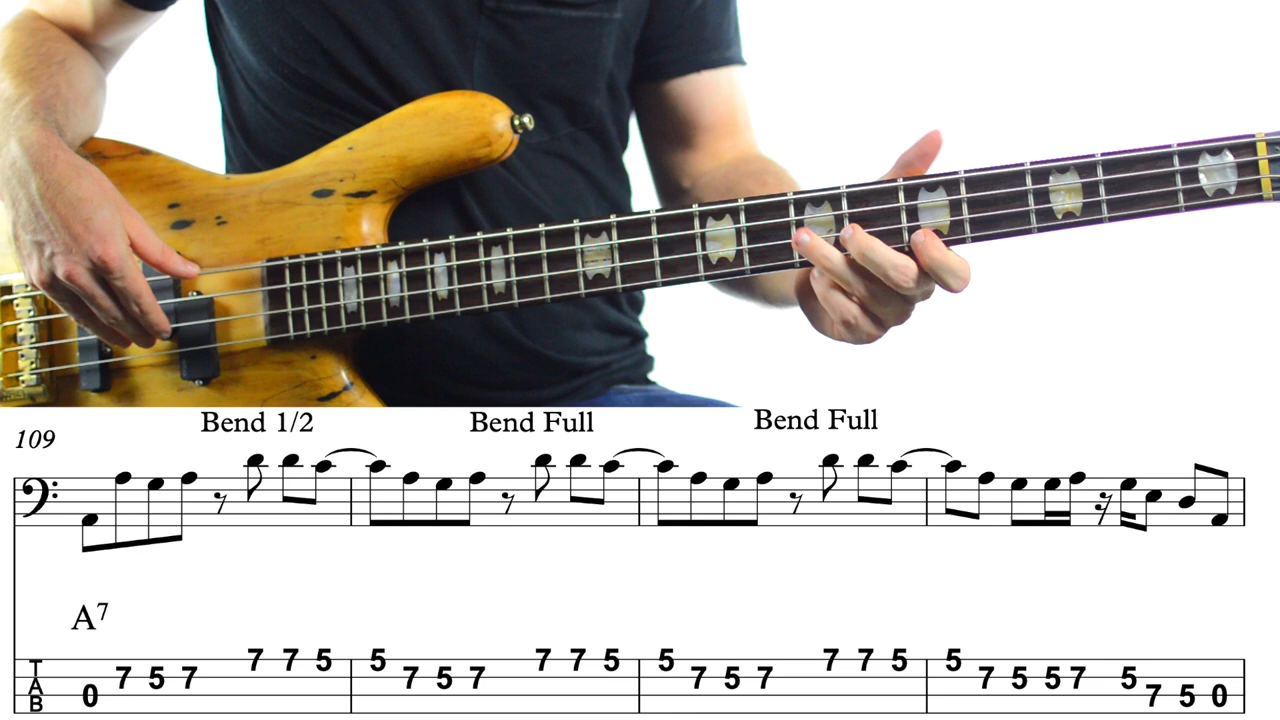 Bend 1/2 Bend Full Bend Full
109
A7
T 7 7 5 5 7 7 5 5 7 7 5 5
A 7 5 7 7 5 7 7 5 7 7 5 5 7 5
B 0 7 5 0